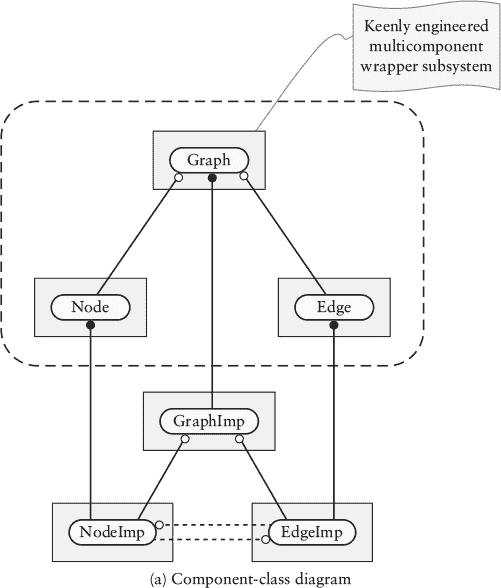 Keenly engineered
multicomponent
wrapper subsystem
Graph
Node
Edge
GraphImp
NodeImp
EdgeImp
(a) Component-class diagram